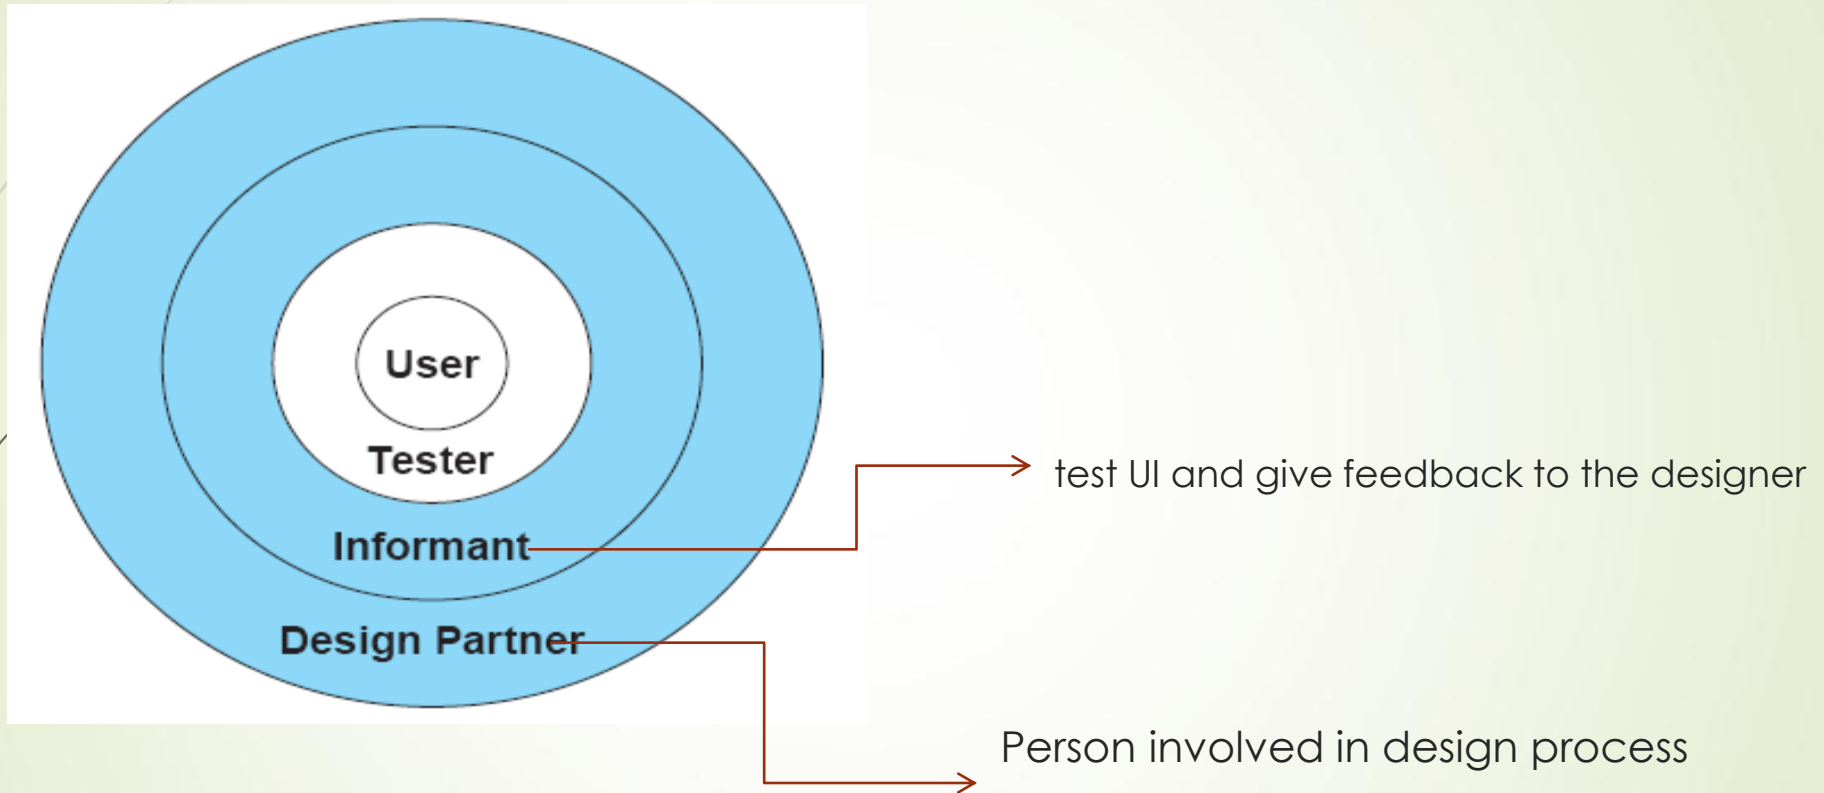 User
Tester
test UI and give feedback to the designer
Informant
Design Partner
Person involved in design process